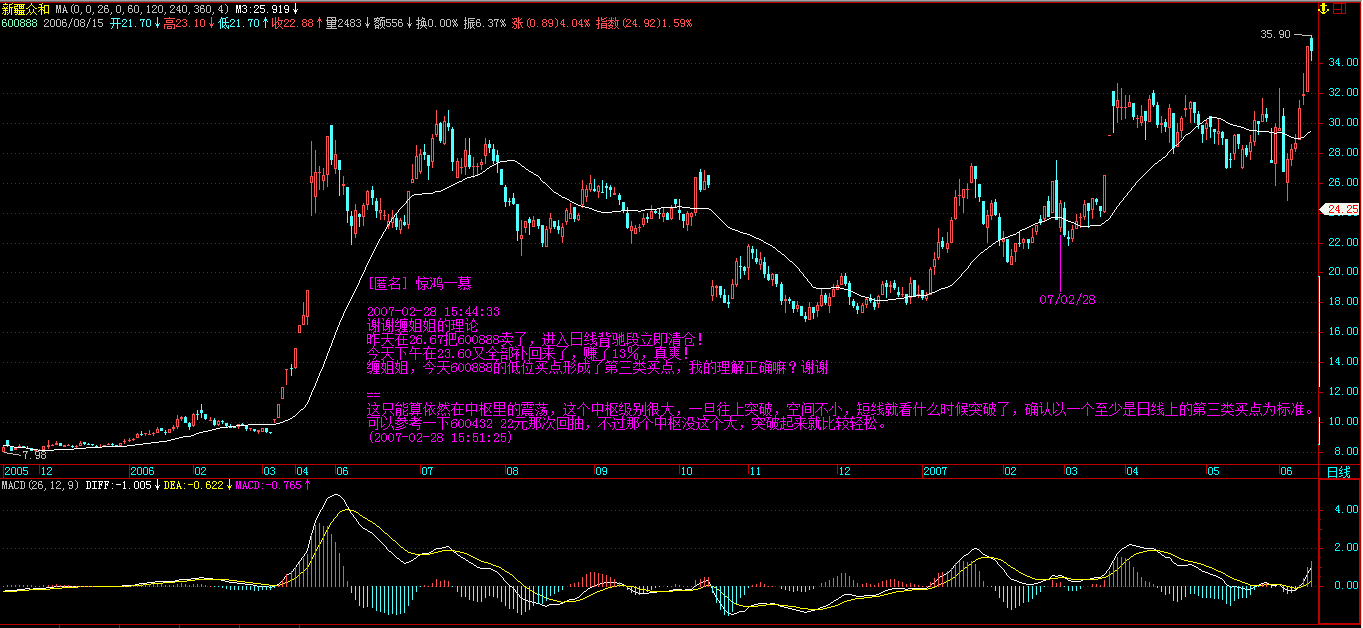 新疆众和 MA(0,0,26,0,60,120,240,360,4) M3:25.919↓
600888 2006/08/15 开21.70↓高23.10↓低21.70↑收22.88↑量2483↓额556↓换0.00% 振6.37% 涨(0.89)4.04% 指数(24.92)1.59%
35.90
34.00
32.00
30.00
28.00
26.00
24.25
22.00
20.00
18.00
16.00
14.00
12.00
10.00
8.00
07/02/28
[匿名] 惊鸿一慕
2007-02-28 15:44:33
谢谢缠姐姐的理论
昨天在26.67把600888卖了，进入日线背驰段立即清仓！
今天下午在23.60又全部补回来了，赚了13%，真爽！
缠姐姐，今天600888的低位买点形成了第三类买点，我的理解正确嘛？谢谢
==
这只能算依然在中枢里的震荡，这个中枢级别很大，一旦往上突破，空间不小，短线就看什么时候突破了，确认以一个至少是日线上的第三类买点为标准。
可以参考一下600432 22元那次回抽，不过那个中枢没这个大，突破起来就比较轻松。
(2007-02-28 15:51:25)
7.98
2005 12 2006 02 03 04 06 07 08 09 10 11 12 2007 02 03 04 05 06 日线
MACD(26,12,9) DIFF:-1.005↓ DEA:-0.622↓ MACD:-0.765↑
4.00
2.00
0.00